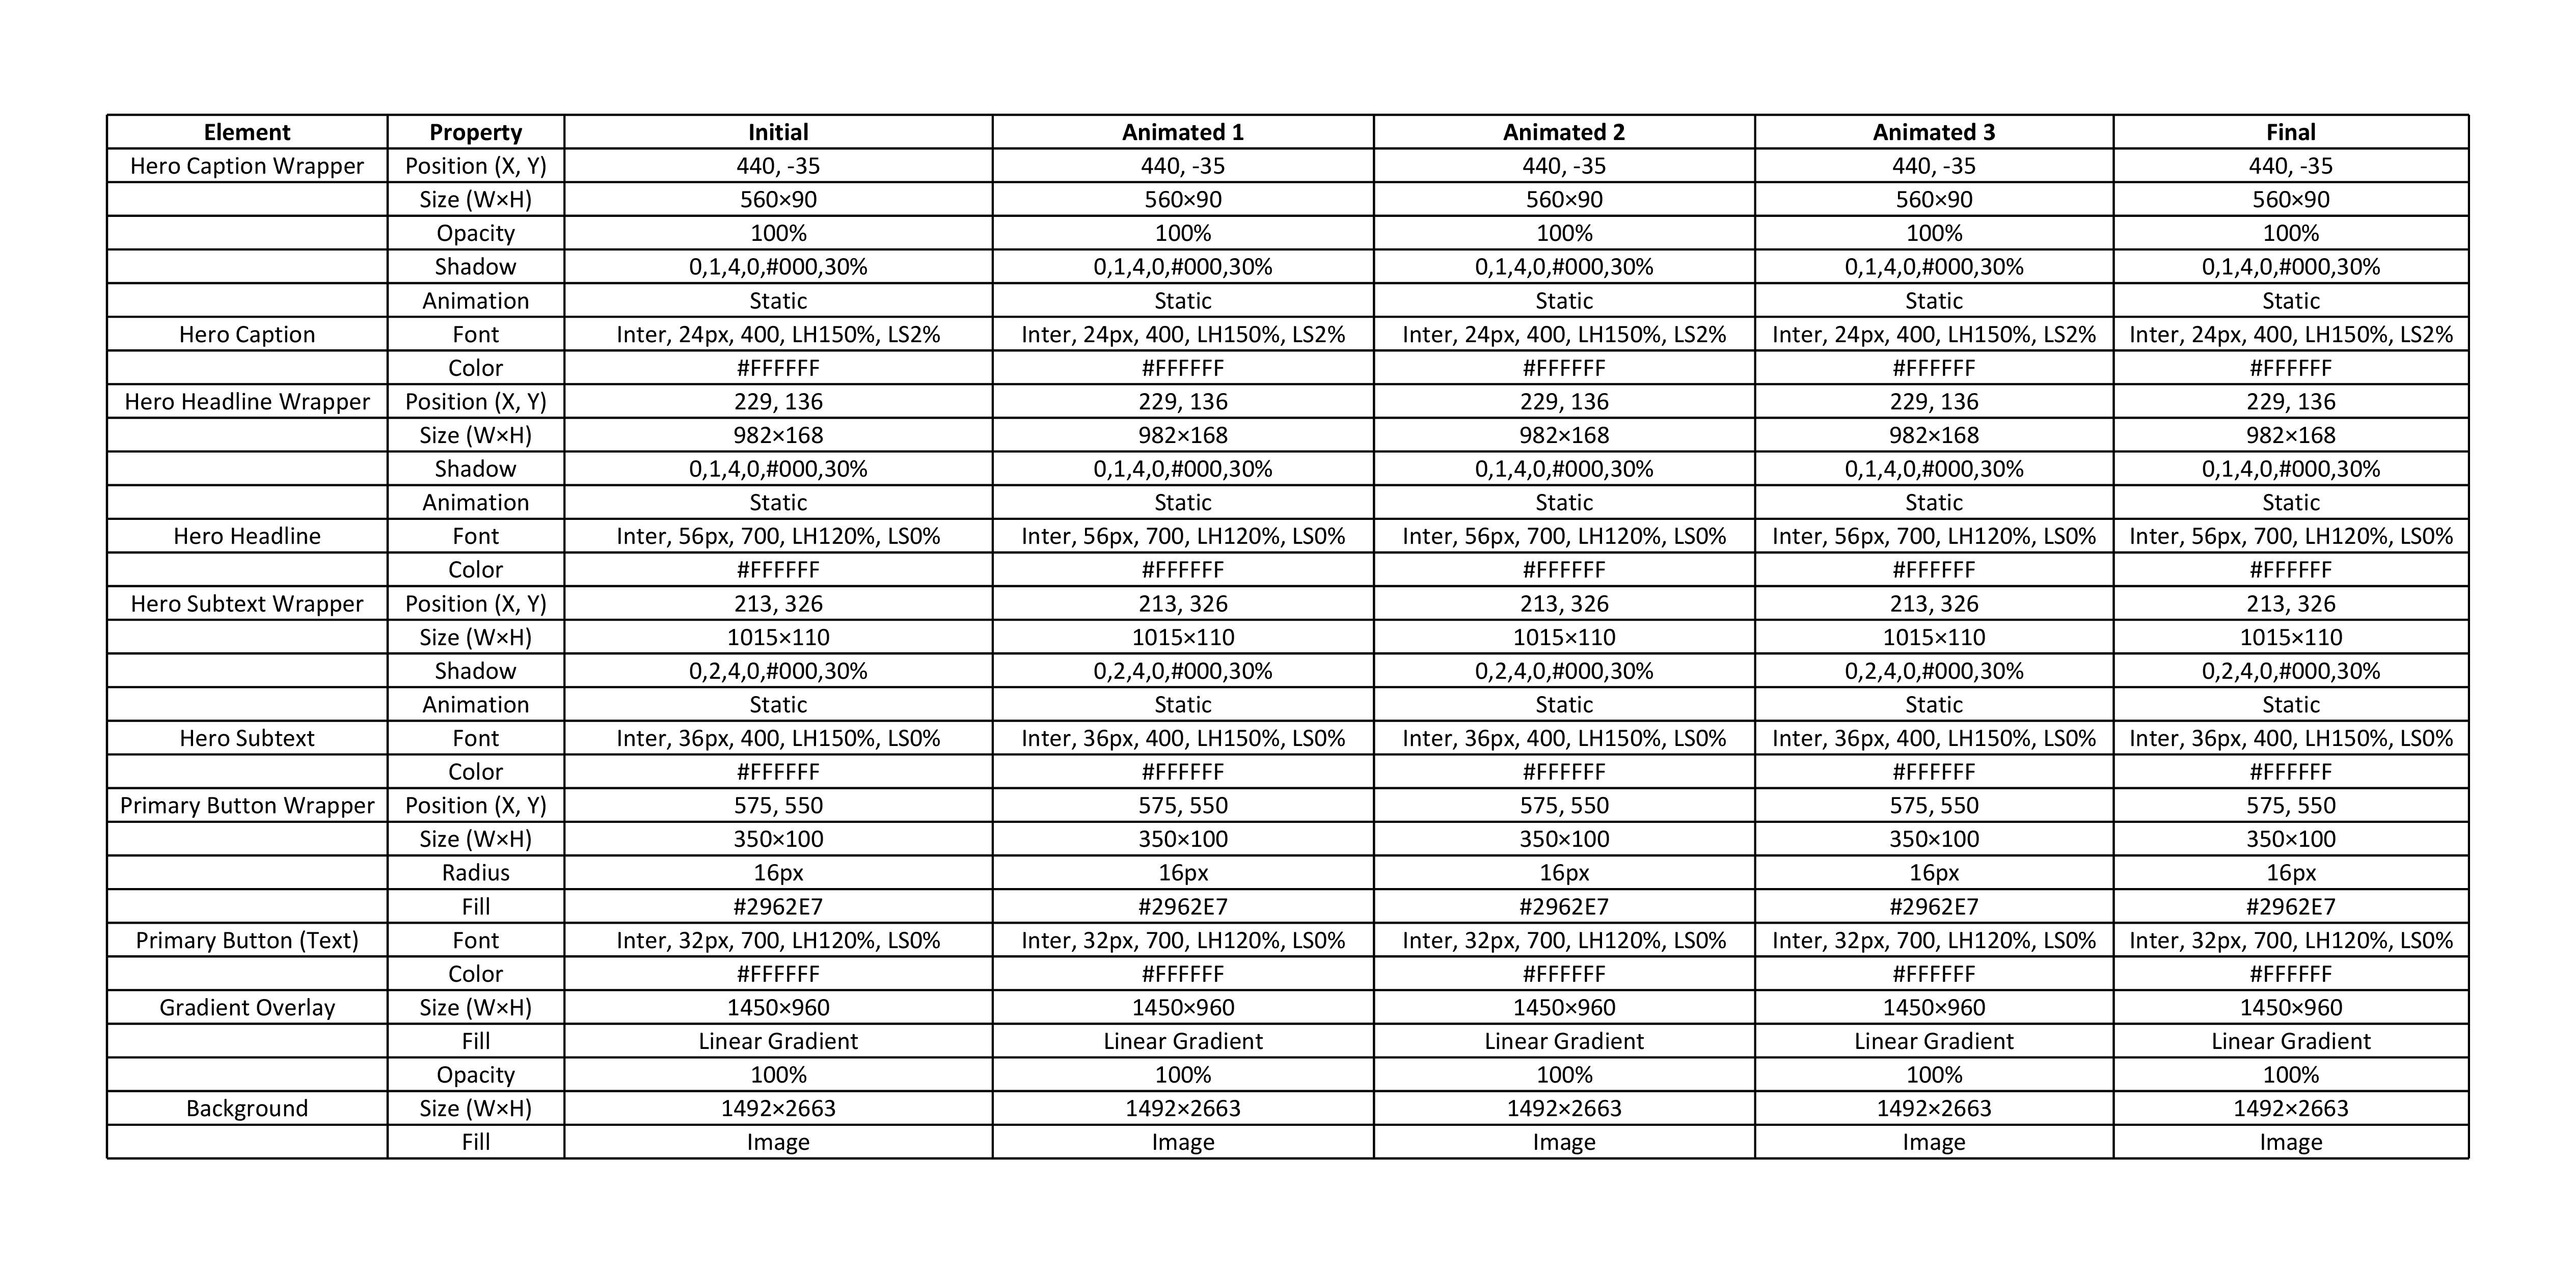 Element Property Initial Animated 1 Animated 2 Animated 3 Final
Hero Caption Wrapper Position (X, Y) 440, -35 440, -35 440, -35 440, -35 440, -35
Size (W×H) 560×90 560×90 560×90 560×90 560×90
Opacity 100% 100% 100% 100% 100%
Shadow 0,1,4,0,#000,30% 0,1,4,0,#000,30% 0,1,4,0,#000,30% 0,1,4,0,#000,30% 0,1,4,0,#000,30%
Animation Static Static Static Static Static
Hero Caption Font Inter, 24px, 400, LH150%, LS2% Inter, 24px, 400, LH150%, LS2% Inter, 24px, 400, LH150%, LS2% Inter, 24px, 400, LH150%, LS2% Inter, 24px, 400, LH150%, LS2%
Color #FFFFFF #FFFFFF #FFFFFF #FFFFFF #FFFFFF
Hero Headline Wrapper Position (X, Y) 229, 136 229, 136 229, 136 229, 136 229, 136
Size (W×H) 982×168 982×168 982×168 982×168 982×168
Shadow 0,1,4,0,#000,30% 0,1,4,0,#000,30% 0,1,4,0,#000,30% 0,1,4,0,#000,30% 0,1,4,0,#000,30%
Animation Static Static Static Static Static
Hero Headline Font Inter, 56px, 700, LH120%, LS0% Inter, 56px, 700, LH120%, LS0% Inter, 56px, 700, LH120%, LS0% Inter, 56px, 700, LH120%, LS0% Inter, 56px, 700, LH120%, LS0%
Color #FFFFFF #FFFFFF #FFFFFF #FFFFFF #FFFFFF
Hero Subtext Wrapper Position (X, Y) 213, 326 213, 326 213, 326 213, 326 213, 326
Size (W×H) 1015×110 1015×110 1015×110 1015×110 1015×110
Shadow 0,2,4,0,#000,30% 0,2,4,0,#000,30% 0,2,4,0,#000,30% 0,2,4,0,#000,30% 0,2,4,0,#000,30%
Animation Static Static Static Static Static
Hero Subtext Font Inter, 36px, 400, LH150%, LS0% Inter, 36px, 400, LH150%, LS0% Inter, 36px, 400, LH150%, LS0% Inter, 36px, 400, LH150%, LS0% Inter, 36px, 400, LH150%, LS0%
Color #FFFFFF #FFFFFF #FFFFFF #FFFFFF #FFFFFF
Primary Button Wrapper Position (X, Y) 575, 550 575, 550 575, 550 575, 550 575, 550
Size (W×H) 350×100 350×100 350×100 350×100 350×100
Radius 16px 16px 16px 16px 16px
Fill #2962E7 #2962E7 #2962E7 #2962E7 #2962E7
Primary Button (Text) Font Inter, 32px, 700, LH120%, LS0% Inter, 32px, 700, LH120%, LS0% Inter, 32px, 700, LH120%, LS0% Inter, 32px, 700, LH120%, LS0% Inter, 32px, 700, LH120%, LS0%
Color #FFFFFF #FFFFFF #FFFFFF #FFFFFF #FFFFFF
Gradient Overlay Size (W×H) 1450×960 1450×960 1450×960 1450×960 1450×960
Fill Linear Gradient Linear Gradient Linear Gradient Linear Gradient Linear Gradient
Opacity 100% 100% 100% 100% 100%
Background Size (W×H) 1492×2663 1492×2663 1492×2663 1492×2663 1492×2663
Fill Image Image Image Image Image